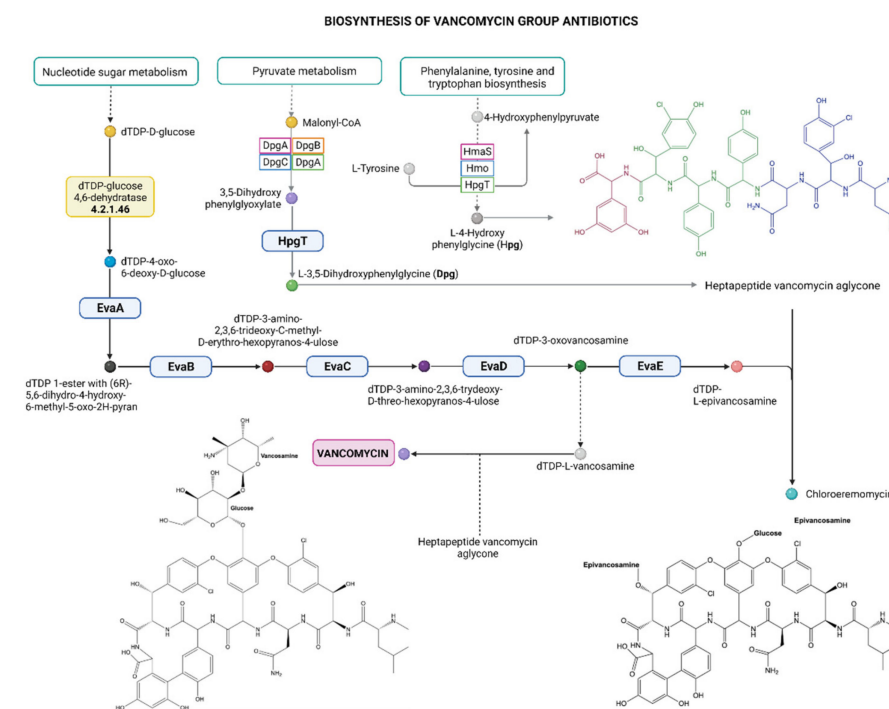 BIOSYNTHESIS OF VANCOMYCIN GROUP ANTIBIOTICS
Nucleotide sugar metabolism
Pyruvate metabolism
Phenylalanine, tyrosine and
tryptophan biosynthesis
dTDP-D-glucose
dTDP-glucose
4,6-dehydratase
4.2.1.46
dTDP-4-oxo-
6-deoxy-D-glucose
EvaA
dTDP 1-ester with (6R)-
5,6-dihydro-4-hydroxy-
6-methyl-5-oxo-2H-pyran
Malonyl-CoA
DpgA DpgB
DpgC DpgA
3,5-Dihydroxy
phenylglyoxylate
HpgT
L-3,5-Dihydroxyphenylglycine (Dpg)
4-Hydroxyphenylpyruvate
L-Tyrosine
HmaS
Hmo
HpgT
L-4-Hydroxy
phenylglycine (Hpg)
Heptapeptide vancomycin aglycone
EvaB
dTDP-3-amino-
2,3,6-trideoxy-C-methyl-
D-erythro-hexopyranos-4-ulose
EvaC
dTDP-3-amino-2,3,6-trydeoxy-
D-threo-hexopyranos-4-ulose
EvaD
dTDP-3-oxovancosamine
EvaE
dTDP-
L-epivancosamine
dTDP-L-vancosamine
VANCOMYCIN
Heptapeptide vancomycin
aglycone
Chloroeremomycin
Vancosamine
Glucose
Epivancosamine
Glucose
Epivancosamine